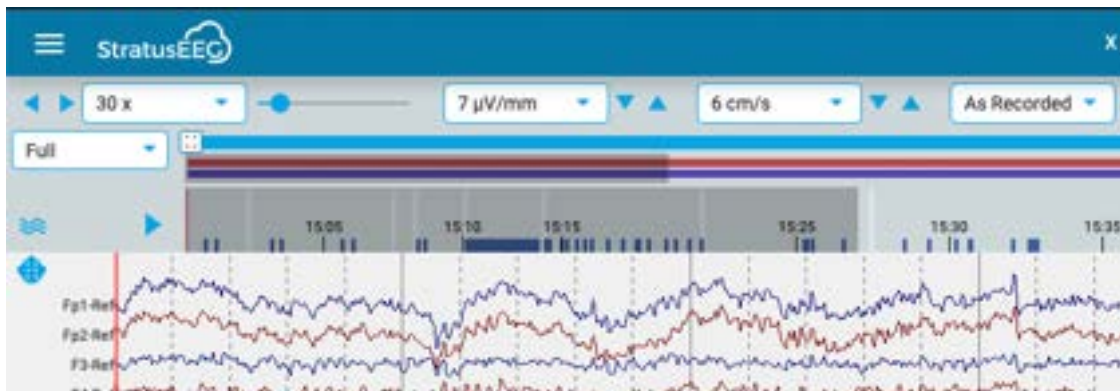 StratusEEG
X
30 x
7 µV/mm
6 cm/s
As Recorded
Full
15:05 15:10 15:15 15:25 15:30 15:35
Fp1-Ref
Fp2-Ref
F3-Ref